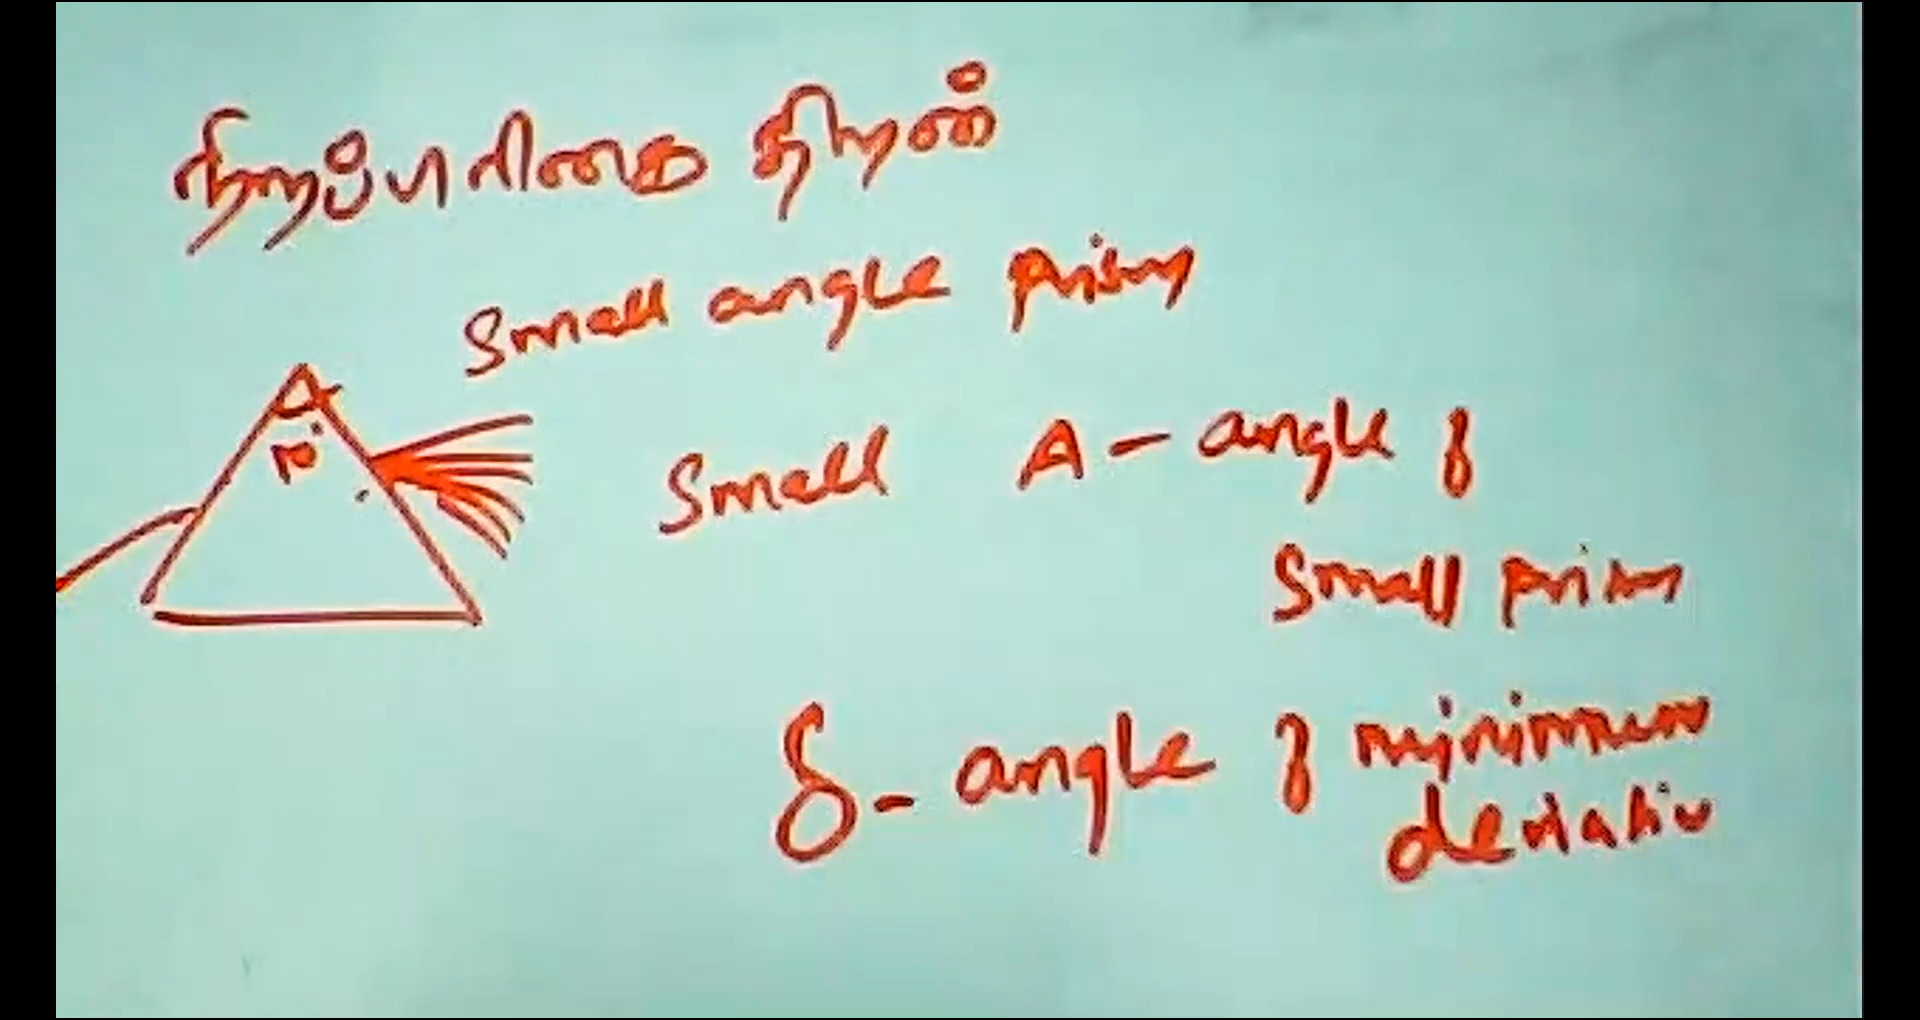 நிறப்பிரிகை திறன்
Small angle prism
A
10°
Small A - angle of
Small prism
δ - angle of minimum
deviation